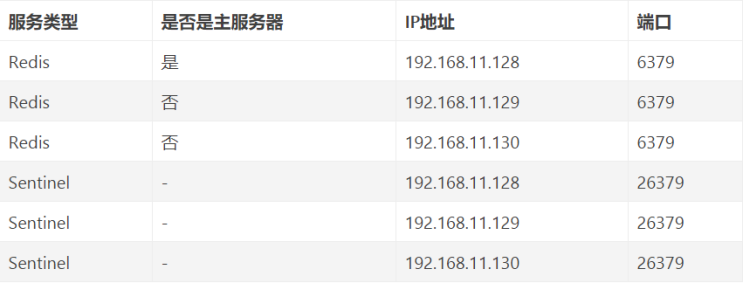 服务类型 是否是主服务器 IP地址 端口
Redis 是 192.168.11.128 6379
Redis 否 192.168.11.129 6379
Redis 否 192.168.11.130 6379
Sentinel - 192.168.11.128 26379
Sentinel - 192.168.11.129 26379
Sentinel - 192.168.11.130 26379